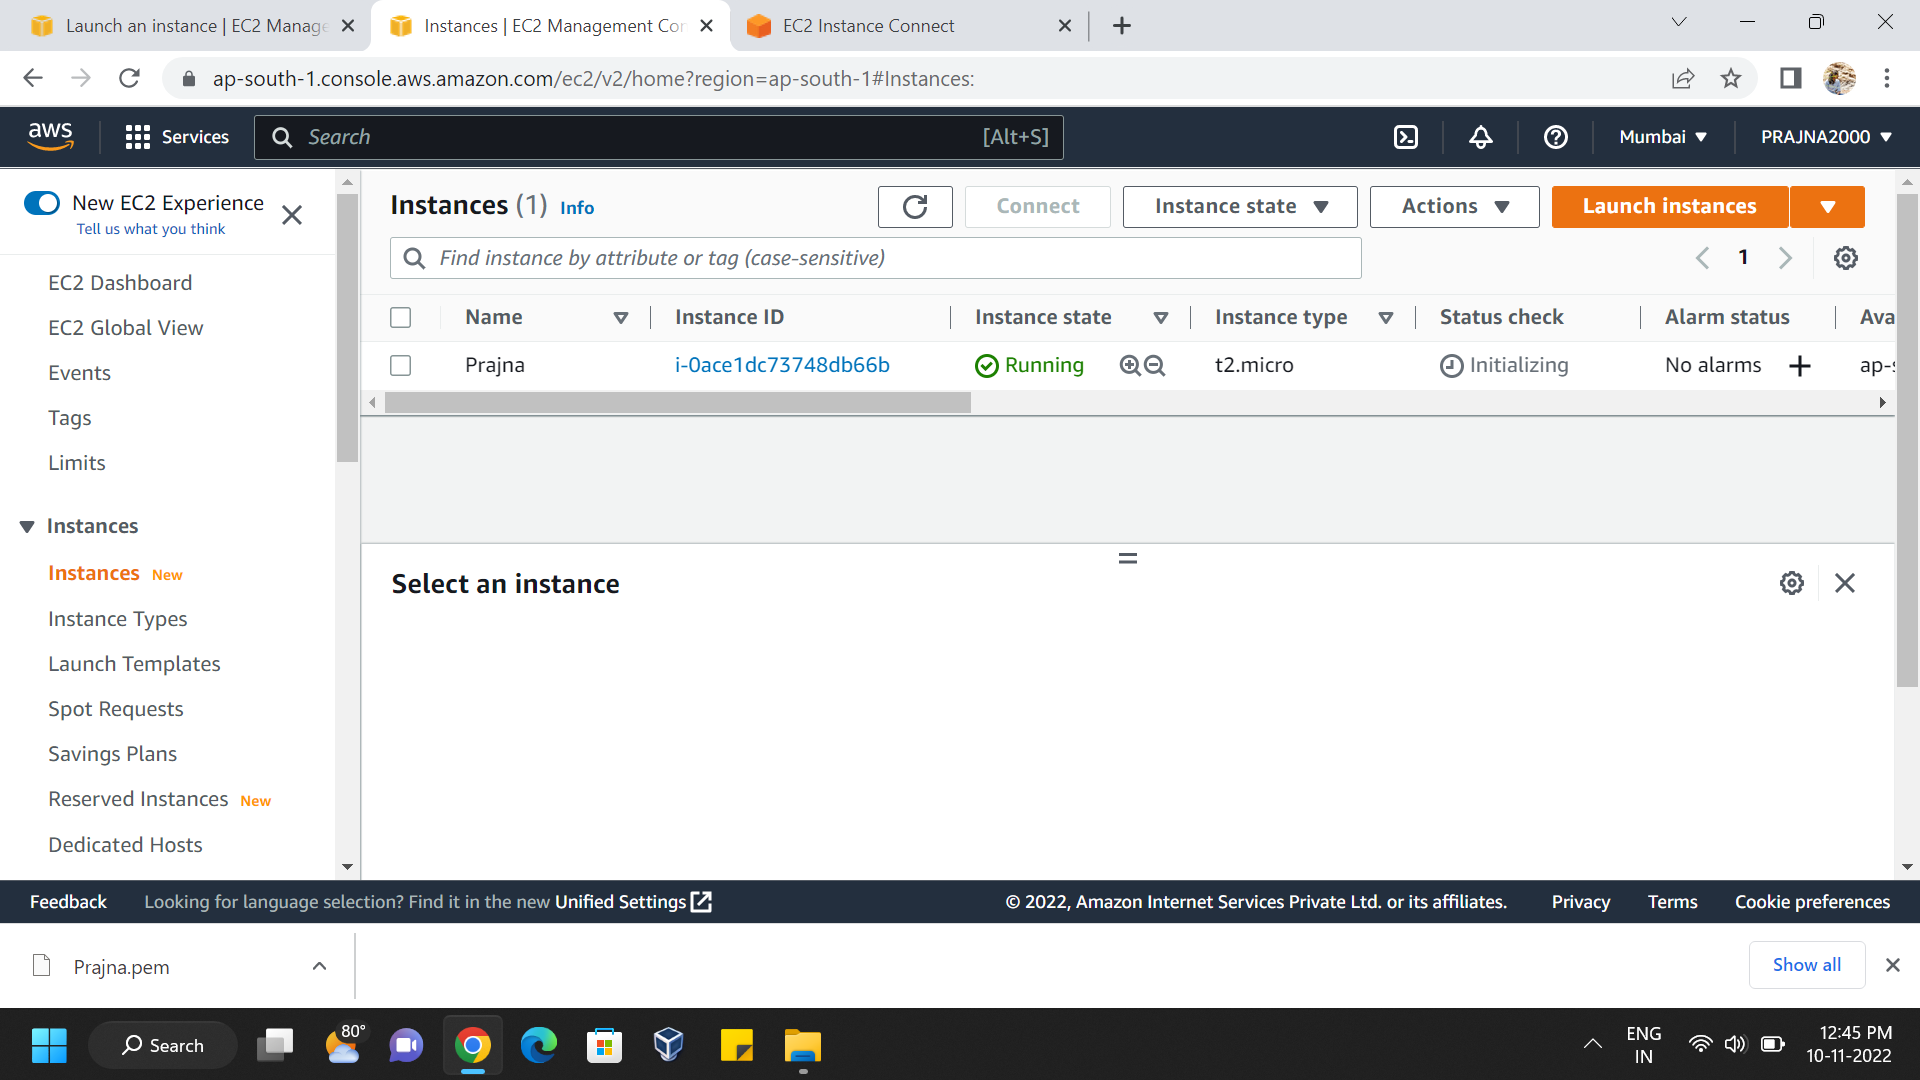 Launch an instance | EC2 Manage
Instances | EC2 Management Cor
EC2 Instance Connect
ap-south-1.console.aws.amazon.com/ec2/v2/home?region=ap-south-1#Instances:
aws
Services
Search
[Alt+S]
Mumbai
PRAJNA2000
New EC2 Experience
Tell us what you think
EC2 Dashboard
EC2 Global View
Events
Tags
Limits
Instances
Instances New
Instance Types
Launch Templates
Spot Requests
Savings Plans
Reserved Instances New
Dedicated Hosts
Instances (1) Info
Connect
Instance state
Actions
Launch instances
Find instance by attribute or tag (case-sensitive)
1
Name
Instance ID
Instance state
Instance type
Status check
Alarm status
Ava
Prajna
i-0ace1dc73748db66b
Running
t2.micro
Initializing
No alarms
ap-s
Select an instance
Feedback
Looking for language selection? Find it in the new Unified Settings
© 2022, Amazon Internet Services Private Ltd. or its affiliates.
Privacy
Terms
Cookie preferences
Prajna.pem
Show all
80°
Search
ENG
IN
12:45 PM
10-11-2022